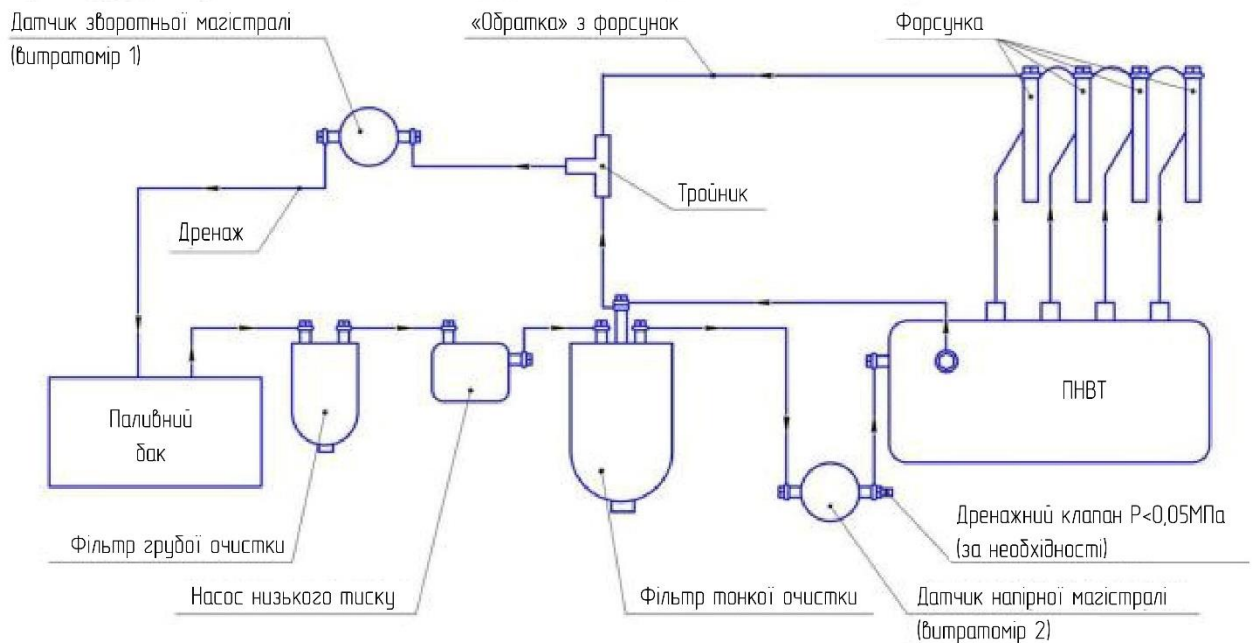 Датчик зворотньої магістралі
(витратомір 1)
«Обратка» з форсунок
Форсунка
Тройник
Дренаж
Паливний
бак
ПНВТ
Дренажний клапан Р<0,05МПа
(за необхідності)
Фільтр грубої очистки
Насос низького тиску
Фільтр тонкої очистки
Датчик напірної магістралі
(витратомір 2)